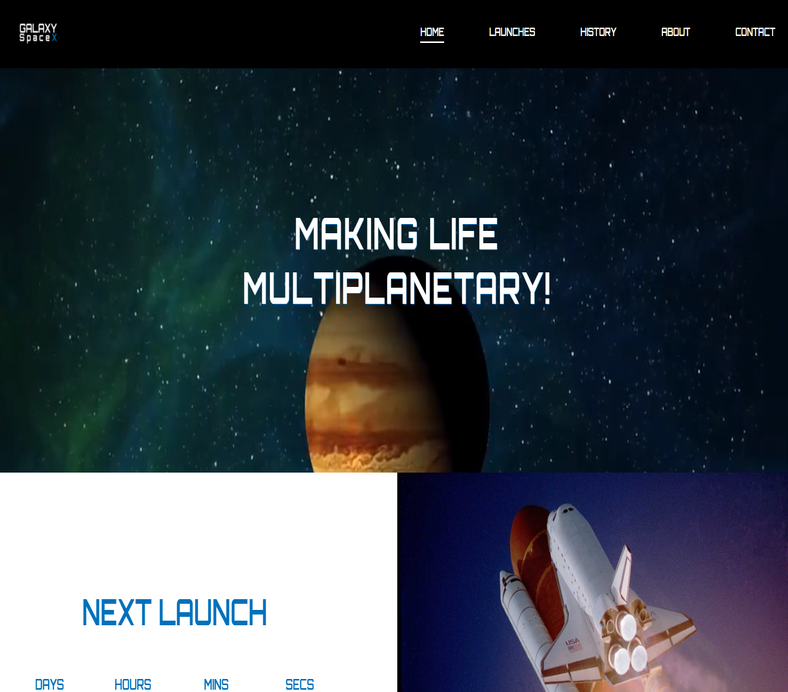 GALAXY
SpaceX
HOME LAUNCHES HISTORY ABOUT CONTACT
MAKING LIFE
MULTIPLANETARY!
NEXT LAUNCH
DAYS HOURS MINS SECS
USA